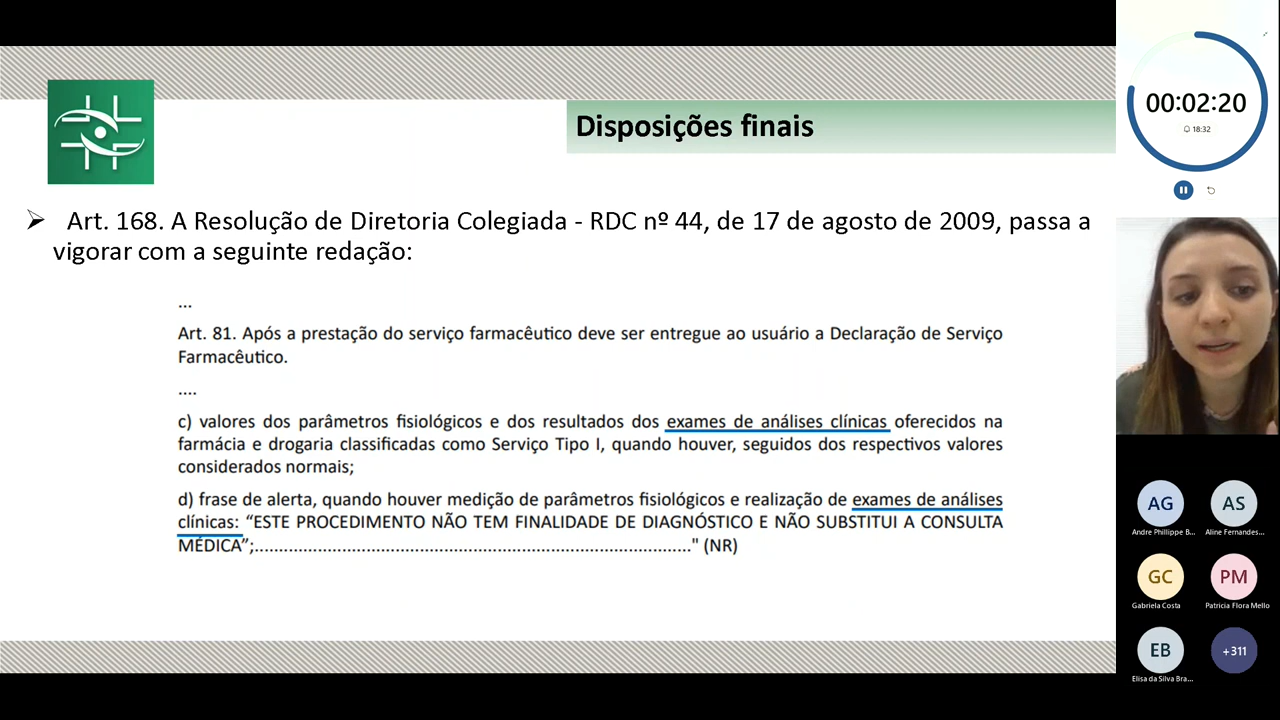 Disposições finais
Art. 168. A Resolução de Diretoria Colegiada - RDC nº 44, de 17 de agosto de 2009, passa a
vigorar com a seguinte redação:
...
Art. 81. Após a prestação do serviço farmacêutico deve ser entregue ao usuário a Declaração de Serviço
Farmacêutico.
....
c) valores dos parâmetros fisiológicos e dos resultados dos exames de análises clínicas oferecidos na
farmácia e drogaria classificadas como Serviço Tipo I, quando houver, seguidos dos respectivos valores
considerados normais;
d) frase de alerta, quando houver medição de parâmetros fisiológicos e realização de exames de análises
clínicas: “ESTE PROCEDIMENTO NÃO TEM FINALIDADE DE DIAGNÓSTICO E NÃO SUBSTITUI A CONSULTA
MÉDICA”;.........................................................................................." (NR)
00:02:20
18:32
AG
Andre Phillippe B...
AS
Aline Fernandes...
GC
Gabriela Costa
PM
Patricia Flora Mello
EB
Elisa da Silva Bra...
+311